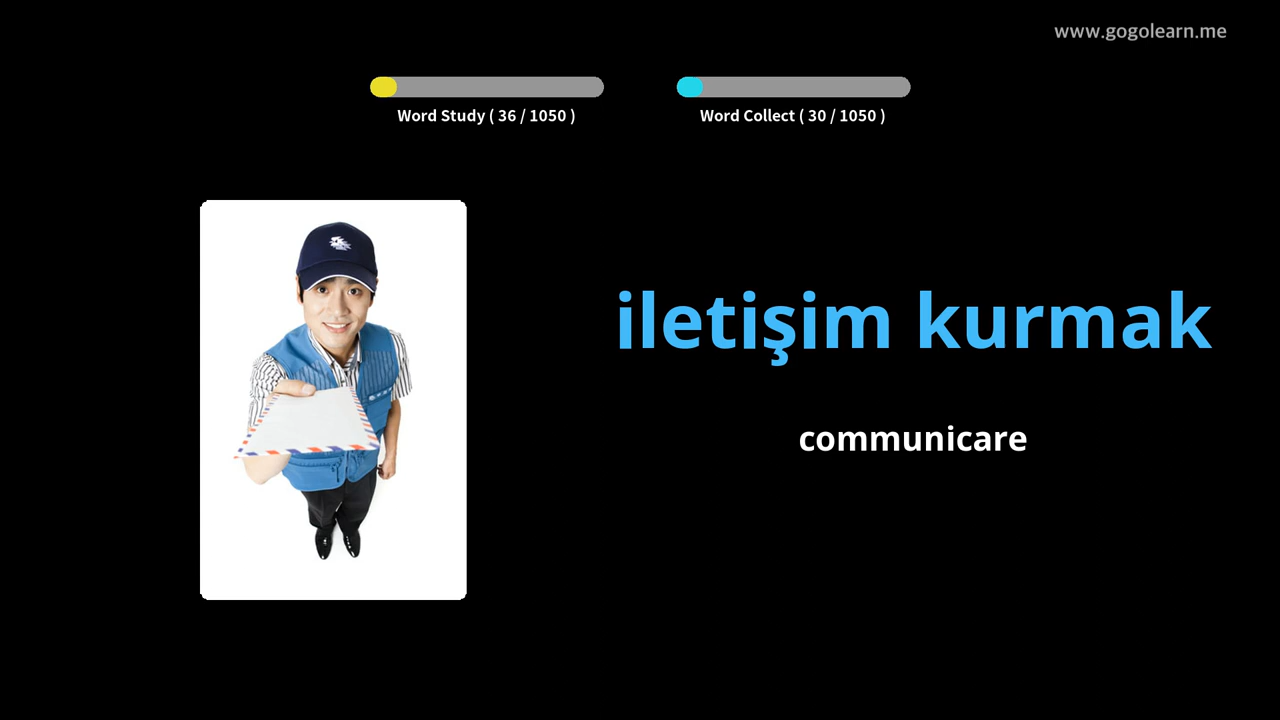 www.gogolearn.me
Word Study ( 36 / 1050 )
Word Collect ( 30 / 1050 )
iletişim kurmak
communicare